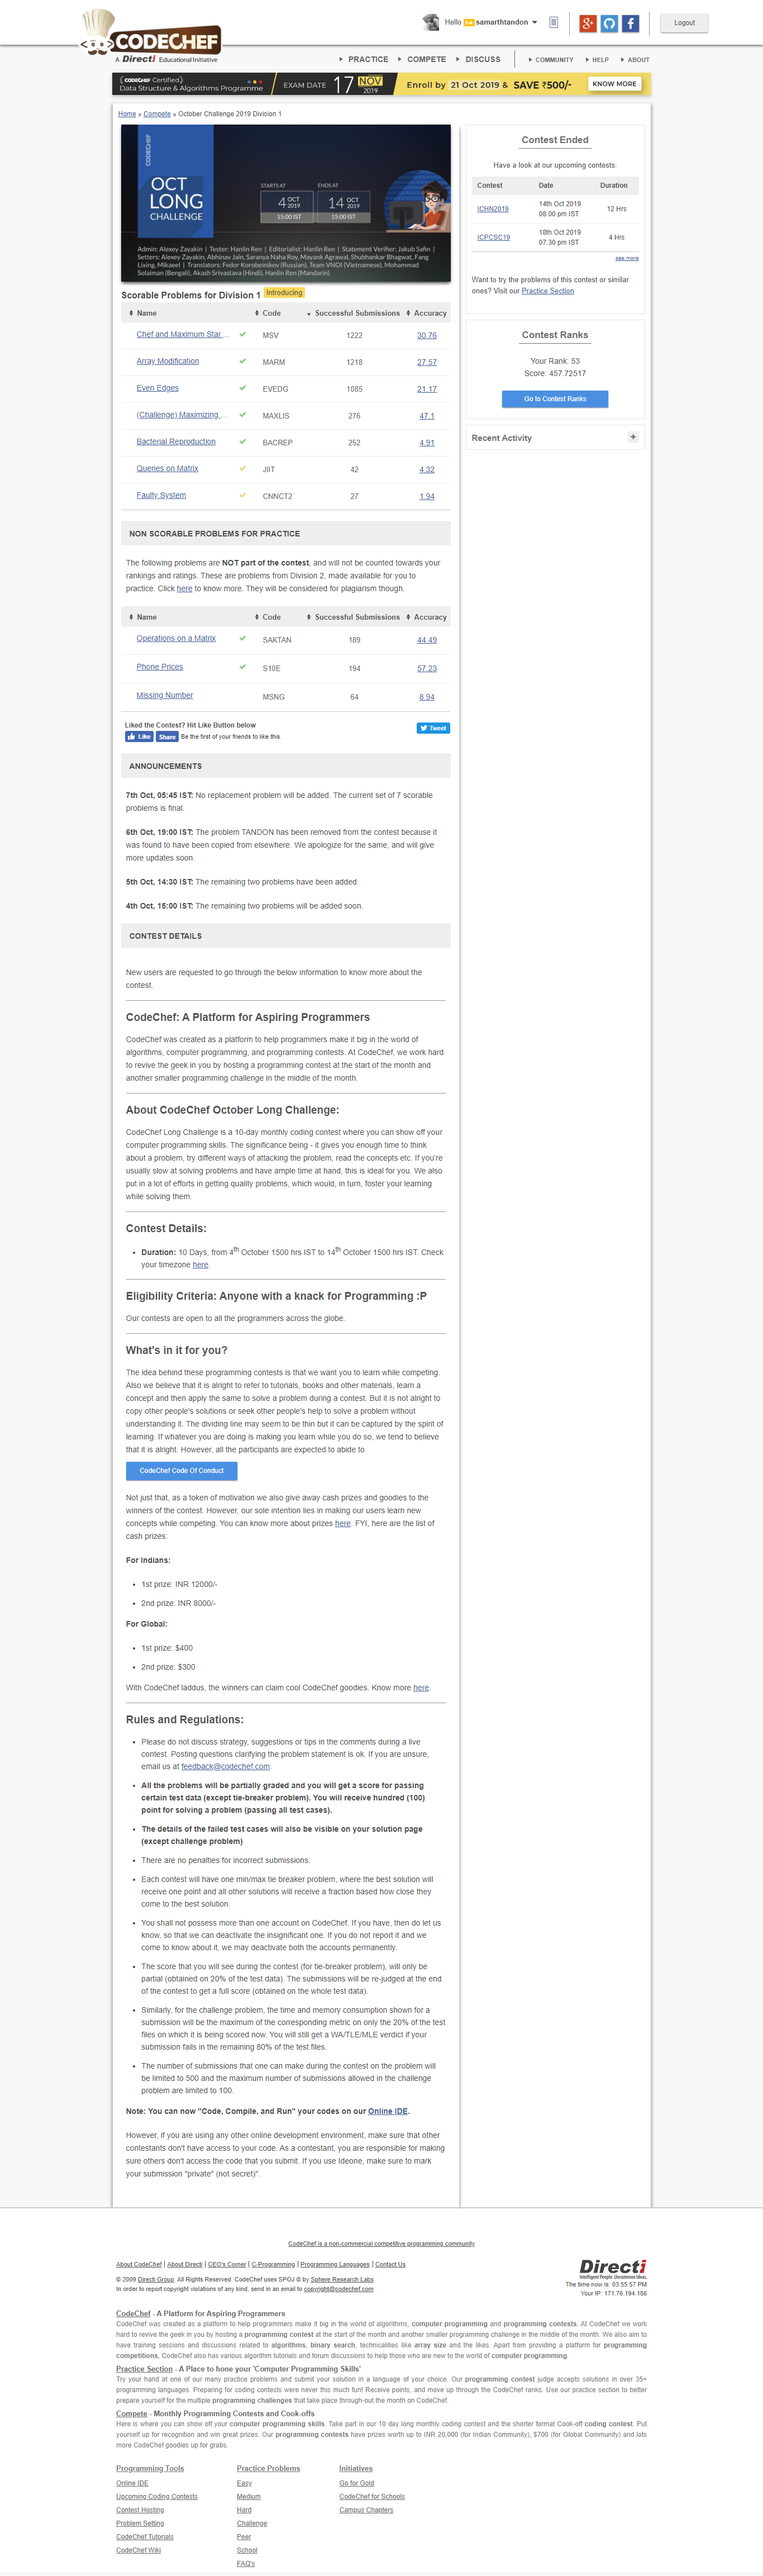 Hello 5★ samarthtandon
Logout
CODECHEF
A Directi Educational Initiative
PRACTICE COMPETE DISCUSS COMMUNITY HELP ABOUT
CODECHEF Certified
Data Structure & Algorithms Programme
EXAM DATE 17 NOV 2019
Enroll by 21 Oct 2019 & SAVE ₹500/-
KNOW MORE
Home » Compete » October Challenge 2019 Division 1
CODECHEF
OCT
LONG
CHALLENGE
STARTS AT
4 OCT 2019
15:00 IST
ENDS AT
14 OCT 2019
15:00 IST
Admin: Alexey Zayakin | Tester: Hanlin Ren | Editorialist: Hanlin Ren | Statement Verifier: Jakub Safin |
Setters: Alexey Zayakin, Abhinav Jain, Saranya Naha Roy, Mayank Agrawal, Shubhankar Bhagwat, Fang
Lixing, Mikaeel | Translators: Fedor Korobeinikov (Russian), Team VNOI (Vietnamese), Mohammad
Solaiman (Bengali), Akash Srivastava (Hindi), Hanlin Ren (Mandarin)
Scorable Problems for Division 1 Introducing
Name Code Successful Submissions Accuracy
Chef and Maximum Star ... MSV 1222 30.76
Array Modification MARM 1218 27.57
Even Edges EVEDG 1085 21.17
(Challenge) Maximizing ... MAXLIS 276 47.1
Bacterial Reproduction BACREP 252 4.91
Queries on Matrix JIIT 42 4.32
Faulty System CNNCT2 27 1.94
NON SCORABLE PROBLEMS FOR PRACTICE
The following problems are NOT part of the contest, and will not be counted towards your
rankings and ratings. These are problems from Division 2, made available for you to
practice. Click here to know more. They will be considered for plagiarism though.
Name Code Successful Submissions Accuracy
Operations on a Matrix SAKTAN 189 44.49
Phone Prices S10E 194 57.23
Missing Number MSNG 64 8.94
Liked the Contest? Hit Like Button below
Like Share Be the first of your friends to like this.
Tweet
ANNOUNCEMENTS
7th Oct, 05:45 IST: No replacement problem will be added. The current set of 7 scorable
problems is final.
6th Oct, 19:00 IST: The problem TANDON has been removed from the contest because it
was found to have been copied from elsewhere. We apologize for the same, and will give
more updates soon.
5th Oct, 14:30 IST: The remaining two problems have been added.
4th Oct, 15:00 IST: The remaining two problems will be added soon.
CONTEST DETAILS
New users are requested to go through the below information to know more about the
contest.
CodeChef: A Platform for Aspiring Programmers
CodeChef was created as a platform to help programmers make it big in the world of
algorithms, computer programming, and programming contests. At CodeChef, we work hard
to revive the geek in you by hosting a programming contest at the start of the month and
another smaller programming challenge in the middle of the month.
About CodeChef October Long Challenge:
CodeChef Long Challenge is a 10-day monthly coding contest where you can show off your
computer programming skills. The significance being - it gives you enough time to think
about a problem, try different ways of attacking the problem, read the concepts etc. If you're
usually slow at solving problems and have ample time at hand, this is ideal for you. We also
put in a lot of efforts in getting quality problems, which would, in turn, foster your learning
while solving them.
Contest Details:
• Duration: 10 Days, from 4th October 1500 hrs IST to 14th October 1500 hrs IST. Check
your timezone here.
Eligibility Criteria: Anyone with a knack for Programming :P
Our contests are open to all the programmers across the globe.
What's in it for you?
The idea behind these programming contests is that we want you to learn while competing.
Also we believe that it is alright to refer to tutorials, books and other materials, learn a
concept and then apply the same to solve a problem during a contest. But it is not alright to
copy other people's solutions or seek other people's help to solve a problem without
understanding it. The dividing line may seem to be thin but it can be captured by the spirit of
learning. If whatever you are doing is making you learn while you do so, we tend to believe
that it is alright. However, all the participants are expected to abide to
CodeChef Code Of Conduct
Not just that, as a token of motivation we also give away cash prizes and goodies to the
winners of the contest. However, our sole intention lies in making our users learn new
concepts while competing. You can know more about prizes here. FYI, here are the list of
cash prizes:
For Indians:
• 1st prize: INR 12000/-
• 2nd prize: INR 8000/-
For Global:
• 1st prize: $400
• 2nd prize: $300
With CodeChef laddus, the winners can claim cool CodeChef goodies. Know more here.
Rules and Regulations:
• Please do not discuss strategy, suggestions or tips in the comments during a live
contest. Posting questions clarifying the problem statement is ok. If you are unsure,
email us at feedback@codechef.com.
• All the problems will be partially graded and you will get a score for passing
certain test data (except tie-breaker problem). You will receive hundred (100)
point for solving a problem (passing all test cases).
• The details of the failed test cases will also be visible on your solution page
(except challenge problem)
• There are no penalties for incorrect submissions.
• Each contest will have one min/max tie breaker problem, where the best solution will
receive one point and all other solutions will receive a fraction based on how close they
come to the best solution.
• You shall not possess more than one account on CodeChef. If you have, then do let us
know, so that we can deactivate the insignificant one. If you do not report it and we
come to know about it, we may deactivate both the accounts permanently.
• The score that you will see during the contest (for tie-breaker problem), will only be
partial (obtained on 20% of the test data). The submissions will be re-judged at the end
of the contest to get a full score (obtained on the whole test data).
• Similarly, for the challenge problem, the time and memory consumption shown for a
submission will be the maximum of the corresponding metric on only the 20% of the test
files on which it is being scored now. You will still get a WA/TLE/MLE verdict if your
submission fails in the remaining 80% of the test files.
• The number of submissions that one can make during the contest on the problem will
be limited to 500 and the maximum number of submissions allowed in the challenge
problem are limited to 100.
Note: You can now "Code, Compile, and Run" your codes on our Online IDE.
However, if you are using any other online development environment, make sure that other
contestants don't have access to your code. As a contestant, you are responsible for making
sure others don't access the code that you submit. If you use Ideone, make sure to mark
your submission "private" (not secret)".
Contest Ended
Have a look at our upcoming contests:
Contest Date Duration
ICHN2019 14th Oct 2019 08:00 pm IST 12 Hrs
ICPCSC19 18th Oct 2019 07:30 pm IST 4 Hrs
see more
Want to try the problems of this contest or similar
ones? Visit our Practice Section
Contest Ranks
Your Rank: 53
Score: 457.72517
Go to Contest Ranks
Recent Activity +
CodeChef is a non-commercial competitive programming community
About CodeChef | About Directi | CEO's Corner | C-Programming | Programming Languages | Contact Us
© 2009 Directi Group. All Rights Reserved. CodeChef uses SPOJ © by Sphere Research Labs
In order to report copyright violations of any kind, send in an email to copyright@codechef.com
Directi
Intelligent People. Uncommon Ideas.
The time now is: 03:55:57 PM
Your IP: 171.76.194.186
CodeChef - A Platform for Aspiring Programmers
CodeChef was created as a platform to help programmers make it big in the world of algorithms, computer programming and programming contests. At CodeChef we work
hard to revive the geek in you by hosting a programming contest at the start of the month and another smaller programming challenge in the middle of the month. We also aim to
have training sessions and discussions related to algorithms, binary search, technicalities like array size and the likes. Apart from providing a platform for programming
competitions, CodeChef also has various algorithm tutorials and forum discussions to help those who are new to the world of computer programming.
Practice Section - A Place to hone your 'Computer Programming Skills'
Try your hand at one of our many practice problems and submit your solution in a language of your choice. Our programming contest judge accepts solutions in over 35+
programming languages. Preparing for coding contests were never this much fun! Receive points, and move up through the CodeChef ranks. Use our practice section to better
prepare yourself for the multiple programming challenges that take place through-out the month on CodeChef.
Compete - Monthly Programming Contests and Cook-offs
Here is where you can show off your computer programming skills. Take part in our 10 day long monthly coding contest and the shorter format Cook-off coding contest. Put
yourself up for recognition and win great prizes. Our programming contests have prizes worth up to INR 20,000 (for Indian Community), $700 (for Global Community) and lots
more CodeChef goodies up for grabs.
Programming Tools
Online IDE
Upcoming Coding Contests
Contest Hosting
Problem Setting
CodeChef Tutorials
CodeChef Wiki
Practice Problems
Easy
Medium
Hard
Challenge
Peer
School
FAQ's
Initiatives
Go for Gold
CodeChef for Schools
Campus Chapters